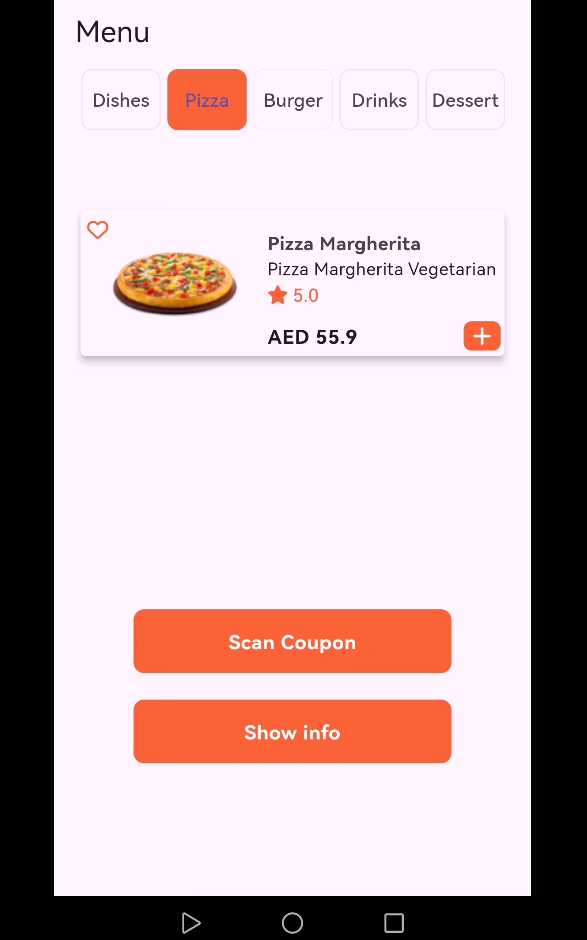 Menu
Dishes Pizza Burger Drinks Dessert
Pizza Margherita
Pizza Margherita Vegetarian
5.0
AED 55.9
Scan Coupon
Show info